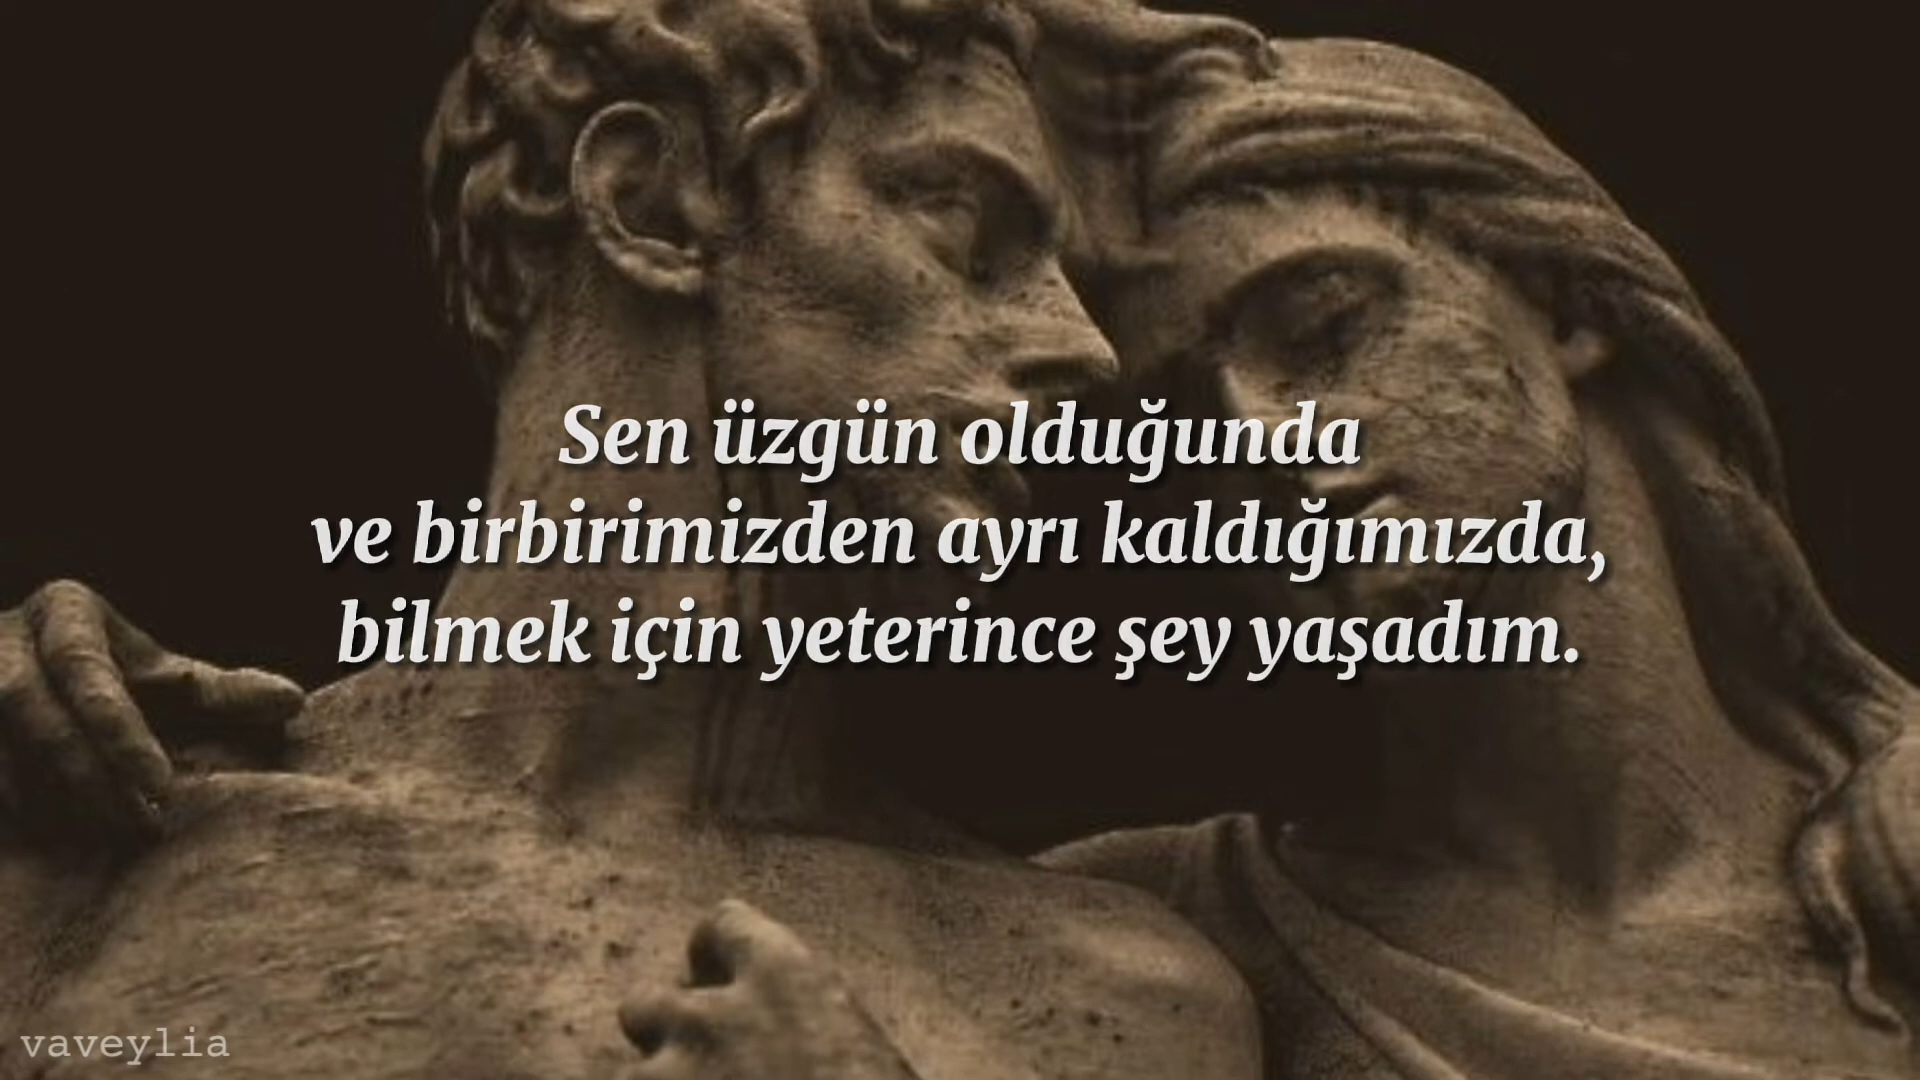 Sen üzgün olduğunda
ve birbirimizden ayrı kaldığımızda,
bilmek için yeterince şey yaşadım.
vaveylia